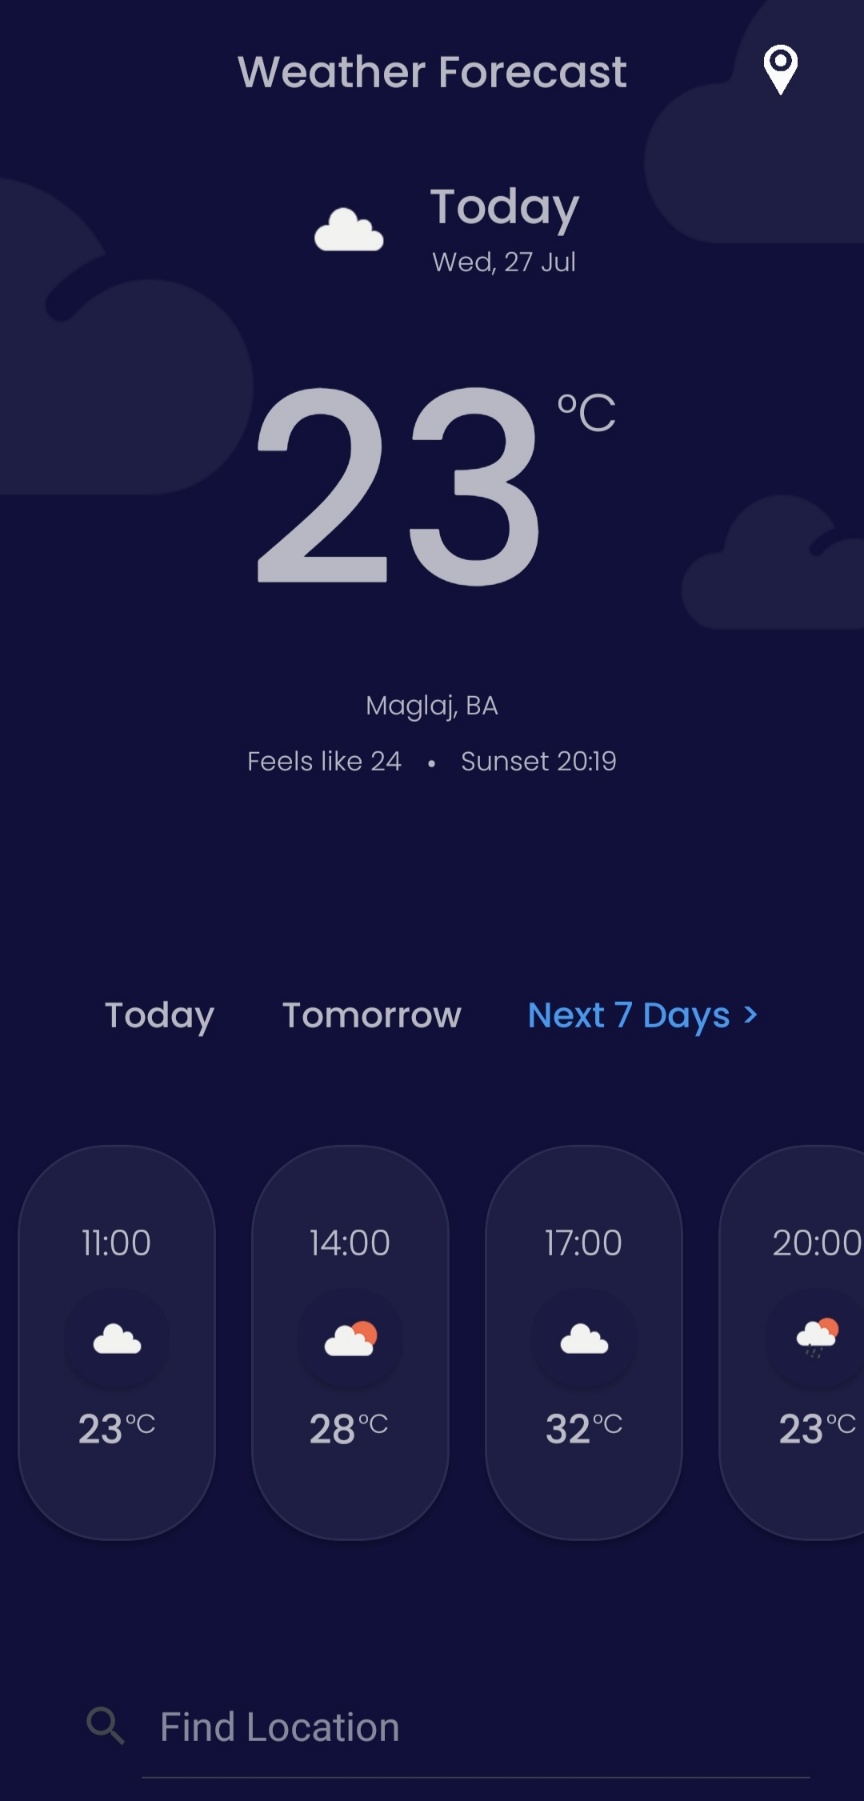 Weather Forecast
Today
Wed, 27 Jul
23 °C
Maglaj, BA
Feels like 24 • Sunset 20:19
Today Tomorrow Next 7 Days >
11:00 14:00 17:00 20:00
23°C 28°C 32°C 23°C
Find Location